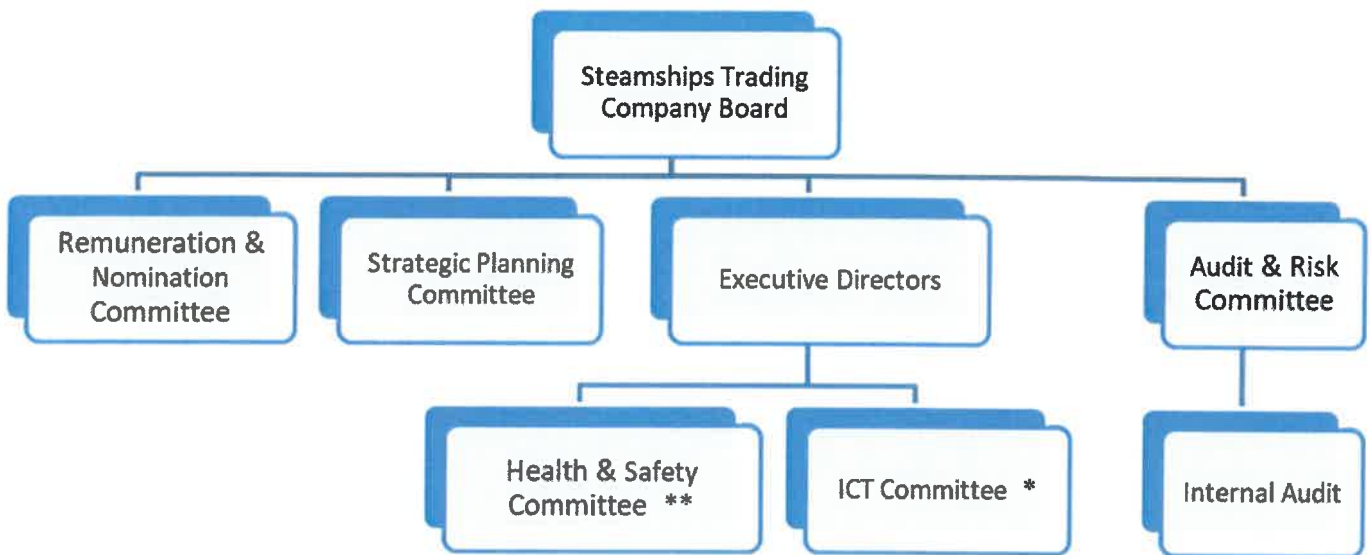 Steamships Trading
Company Board
Remuneration &
Nomination
Committee
Strategic Planning
Committee
Executive Directors
Audit & Risk
Committee
Health & Safety
Committee **
ICT Committee *
Internal Audit